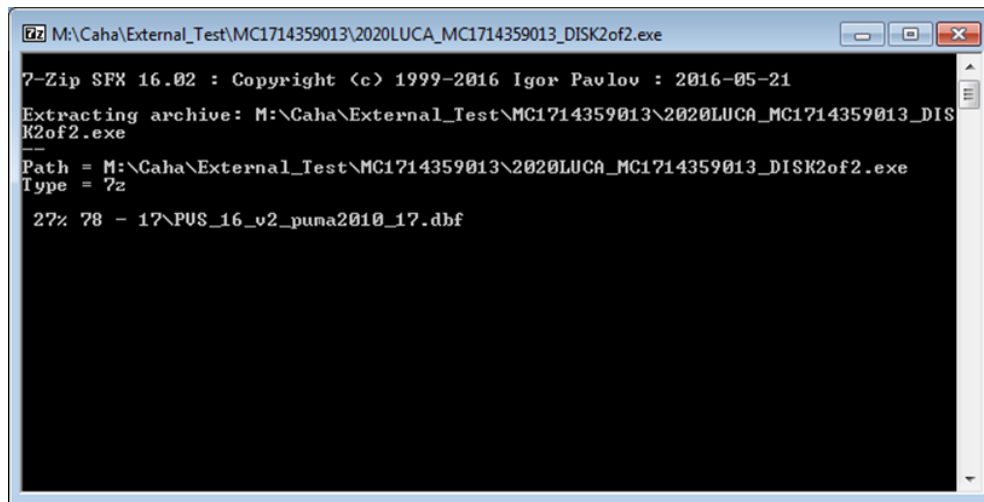 7z M:\Caha\External_Test\MC1714359013\2020LUCA_MC1714359013_DISK2of2.exe
7-Zip SFX 16.02 : Copyright (c) 1999-2016 Igor Pavlov : 2016-05-21
Extracting archive: M:\Caha\External_Test\MC1714359013\2020LUCA_MC1714359013_DIS
K2of2.exe
--
Path = M:\Caha\External_Test\MC1714359013\2020LUCA_MC1714359013_DISK2of2.exe
Type = 7z
27% 78 - 17\PVS_16_v2_puma2010_17.dbf